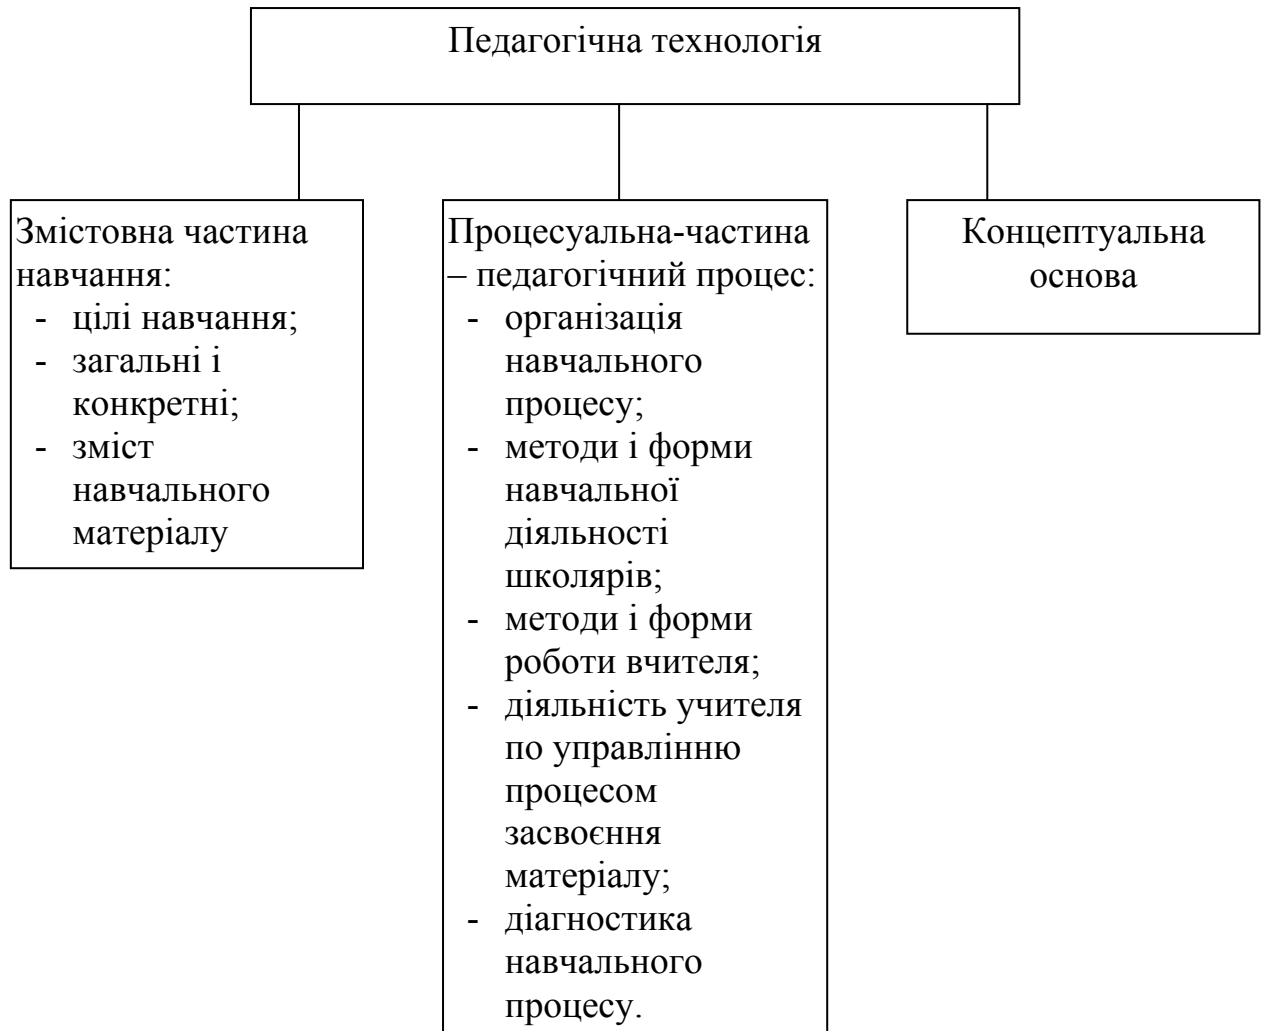 Педагогічна технологія
Змістовна частина
навчання:
- цілі навчання;
- загальні і
конкретні;
- зміст
навчального
матеріалу
Процесуальна-частина
– педагогічний процес:
- організація
навчального
процесу;
- методи і форми
навчальної
діяльності
школярів;
- методи і форми
роботи вчителя;
- діяльність учителя
по управлінню
процесом
засвоєння
матеріалу;
- діагностика
навчального
процесу.
Концептуальна
основа